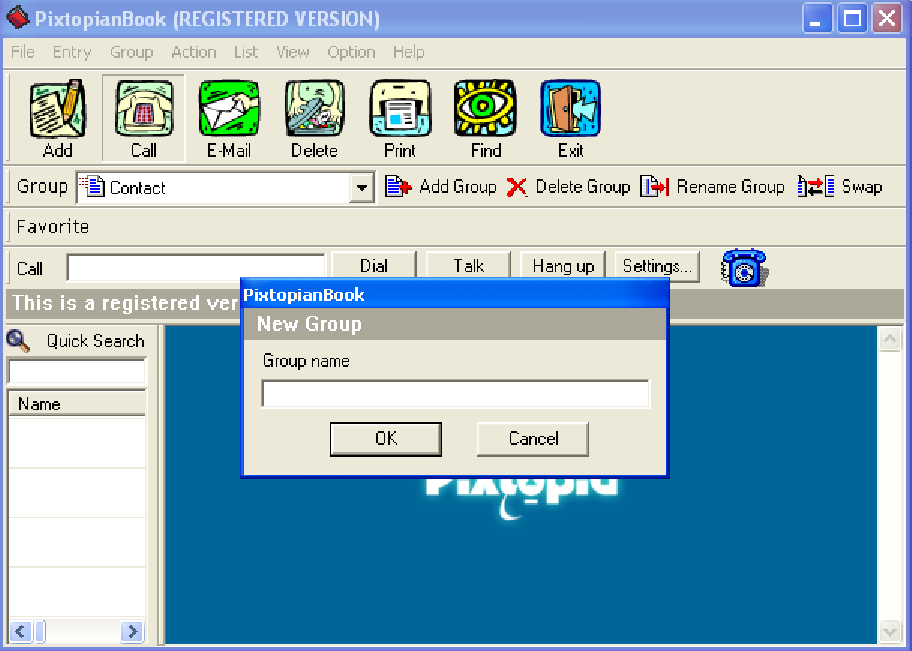 PixtopianBook (REGISTERED VERSION)
File Entry Group Action List View Option Help
Add Call E-Mail Delete Print Find Exit
Group Contact Add Group Delete Group Rename Group Swap
Favorite
Call Dial Talk Hang up Settings...
This is a registered ver
PixtopianBook
New Group
Group name
OK Cancel
Quick Search
Name
Pixtopia